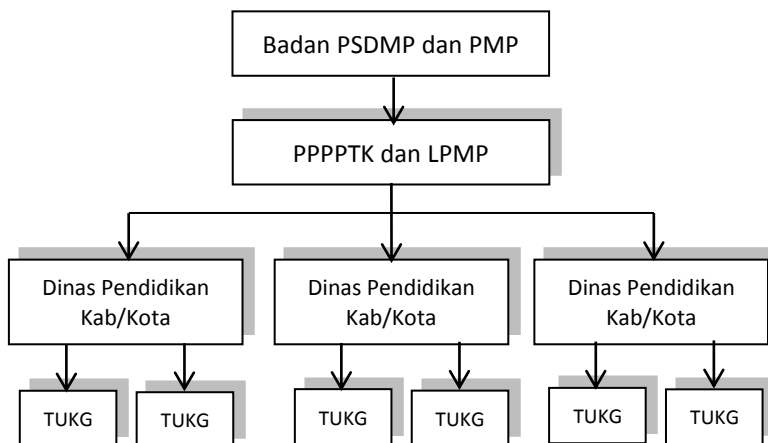 Badan PSDMP dan PMP
PPPPTK dan LPMP
Dinas Pendidikan
Kab/Kota
Dinas Pendidikan
Kab/Kota
Dinas Pendidikan
Kab/Kota
TUKG
TUKG
TUKG
TUKG
TUKG
TUKG